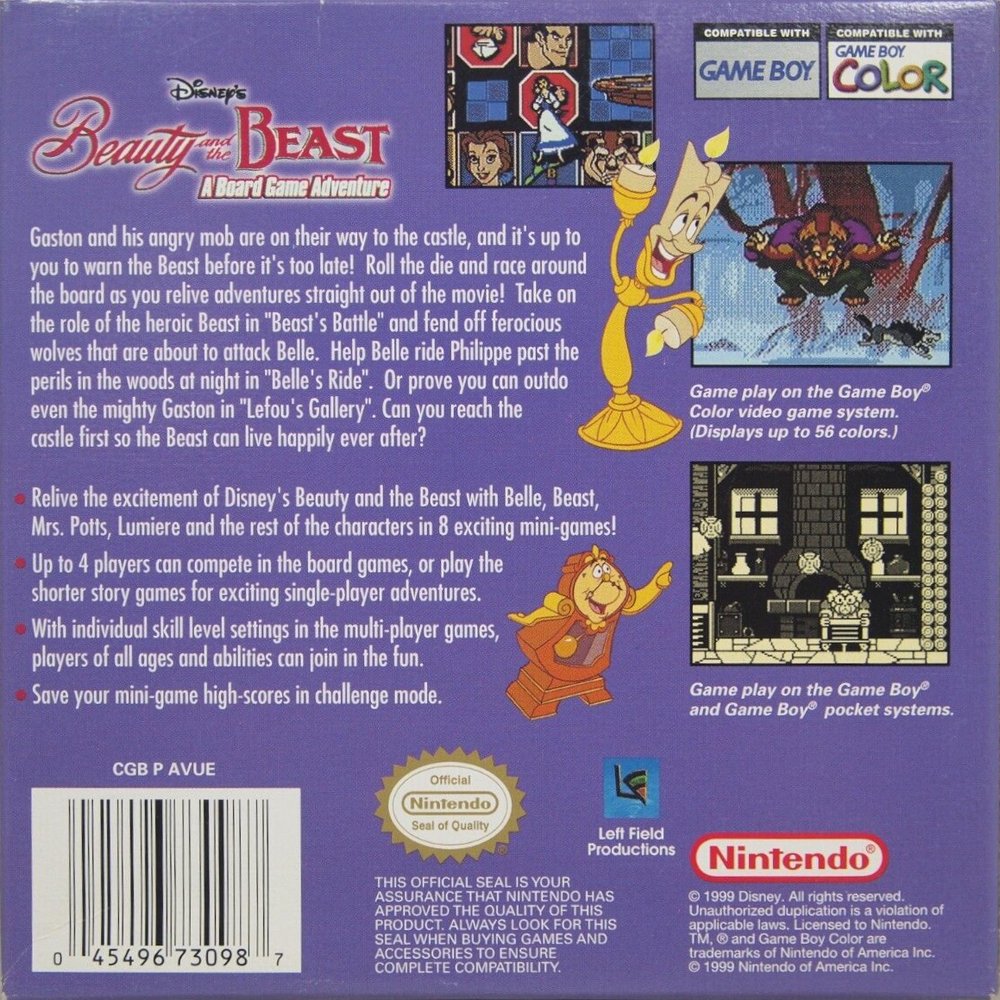 Disney's
Beauty and the BEAST
A Board Game Adventure
COMPATIBLE WITH
GAME BOY
COMPATIBLE WITH
GAME BOY
COLOR
Gaston and his angry mob are on their way to the castle, and it's up to
you to warn the Beast before it's too late! Roll the die and race around
the board as you relive adventures straight out of the movie! Take on
the role of the heroic Beast in "Beast's Battle" and fend off ferocious
wolves that are about to attack Belle. Help Belle ride Philippe past the
perils in the woods at night in "Belle's Ride". Or prove you can outdo
even the mighty Gaston in "Lefou's Gallery". Can you reach the
castle first so the Beast can live happily ever after?
• Relive the excitement of Disney's Beauty and the Beast with Belle, Beast,
Mrs. Potts, Lumiere and the rest of the characters in 8 exciting mini-games!
• Up to 4 players can compete in the board games, or play the
shorter story games for exciting single-player adventures.
• With individual skill level settings in the multi-player games,
players of all ages and abilities can join in the fun.
• Save your mini-game high-scores in challenge mode.
Game play on the Game Boy®
Color video game system.
(Displays up to 56 colors.)
Game play on the Game Boy®
and Game Boy® pocket systems.
CGB P AVUE
0 45496 73098 7
Official
Nintendo
Seal of Quality
THIS OFFICIAL SEAL IS YOUR
ASSURANCE THAT NINTENDO HAS
APPROVED THE QUALITY OF THIS
PRODUCT. ALWAYS LOOK FOR THIS
SEAL WHEN BUYING GAMES AND
ACCESSORIES TO ENSURE
COMPLETE COMPATIBILITY.
LF
Left Field
Productions
Nintendo®
© 1999 Disney. All rights reserved.
Unauthorized duplication is a violation of
applicable laws. Licensed to Nintendo.
TM, ® and Game Boy Color are
trademarks of Nintendo of America Inc.
© 1999 Nintendo of America Inc.